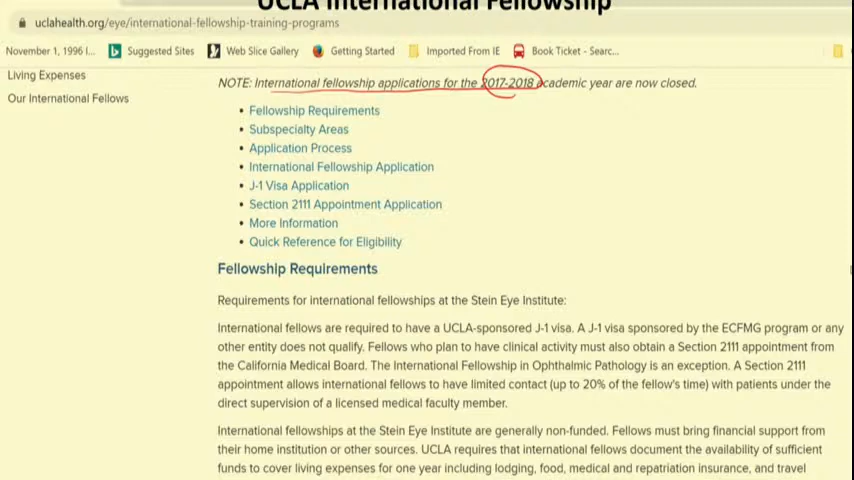 UCLA International Fellowship
uclahealth.org/eye/international-fellowship-training-programs
November 1, 1996 I... Suggested Sites Web Slice Gallery Getting Started Imported From IE Book Ticket - Searc...
Living Expenses
Our International Fellows
NOTE: International fellowship applications for the 2017-2018 academic year are now closed.
• Fellowship Requirements
• Subspecialty Areas
• Application Process
• International Fellowship Application
• J-1 Visa Application
• Section 2111 Appointment Application
• More Information
• Quick Reference for Eligibility
Fellowship Requirements
Requirements for international fellowships at the Stein Eye Institute:
International fellows are required to have a UCLA-sponsored J-1 visa. A J-1 visa sponsored by the ECFMG program or any
other entity does not qualify. Fellows who plan to have clinical activity must also obtain a Section 2111 appointment from
the California Medical Board. The International Fellowship in Ophthalmic Pathology is an exception. A Section 2111
appointment allows international fellows to have limited contact (up to 20% of the fellow's time) with patients under the
direct supervision of a licensed medical faculty member.
International fellowships at the Stein Eye Institute are generally non-funded. Fellows must bring financial support from
their home institution or other sources. UCLA requires that international fellows document the availability of sufficient
funds to cover living expenses for one year including lodging, food, medical and repatriation insurance, and travel